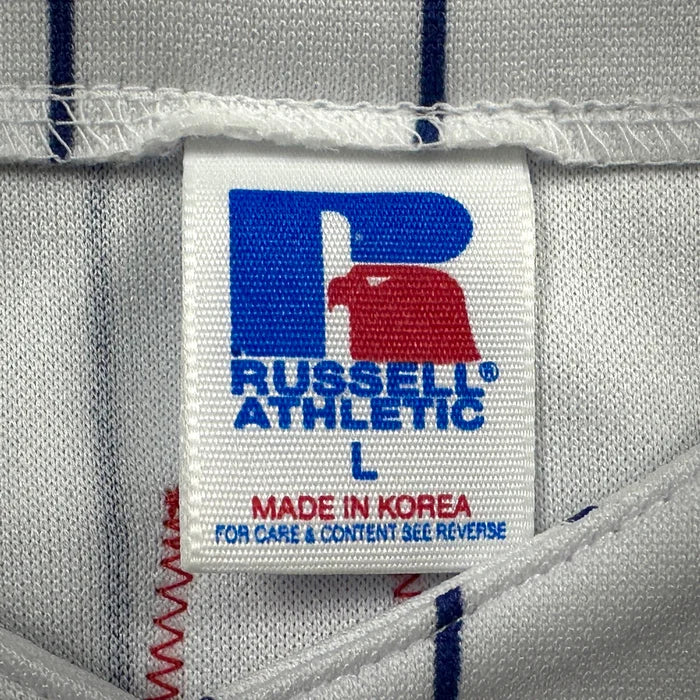 RUSSELL®
ATHLETIC
L
MADE IN KOREA
FOR CARE & CONTENT SEE REVERSE